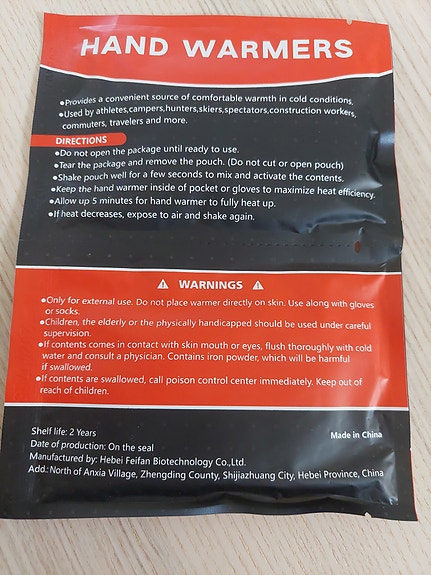 HAND WARMERS
●Provides a convenient source of comfortable warmth in cold conditions,
●Used by athletes,campers,hunters,skiers,spectators,construction workers,
commuters, travelers and more.
DIRECTIONS
●Do not open the package until ready to use.
●Tear the package and remove the pouch. (Do not cut or open pouch)
●Shake pouch well for a few seconds to mix and activate the contents.
●Keep the hand warmer inside of pocket or gloves to maximize heat efficiency.
●Allow up 5 minutes for hand warmer to fully heat up.
●If heat decreases, expose to air and shake again.
WARNINGS
●Only for external use. Do not place warmer directly on skin. Use along with gloves
or socks.
●Children, the elderly or the physically handicapped should be used under careful
supervision.
●If contents comes in contact with skin mouth or eyes, flush thoroughly with cold
water and consult a physician. Contains iron powder, which will be harmful
if swallowed.
●If contents are swallowed, call poison control center immediately. Keep out of
reach of children.
Shelf life: 2 Years
Made in China
Date of production: On the seal
Manufactured by: Hebei Feifan Biotechnology Co.,Ltd.
Add.:North of Anxia Village, Zhengding County, Shijiazhuang City, Hebei Province, China